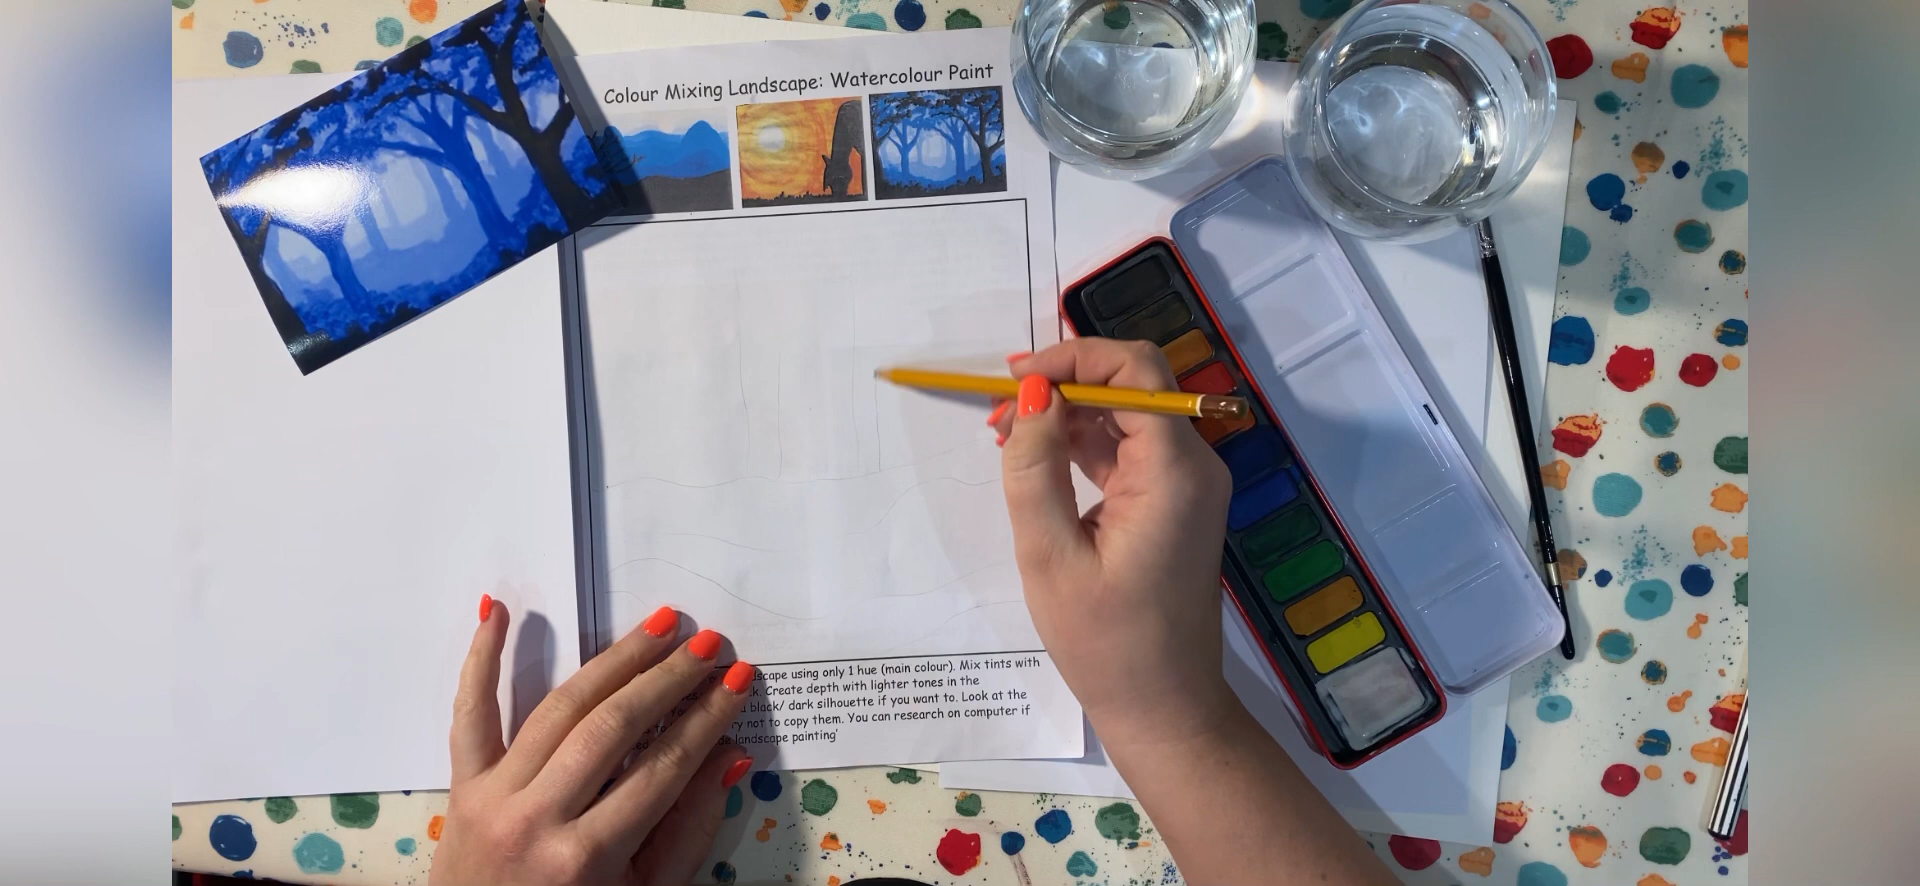 Colour Mixing Landscape: Watercolour Paint
scape using only 1 hue (main colour). Mix tints with
k. Create depth with lighter tones in the
black/ dark silhouette if you want to. Look at the
ry not to copy them. You can research on computer if
landscape painting'